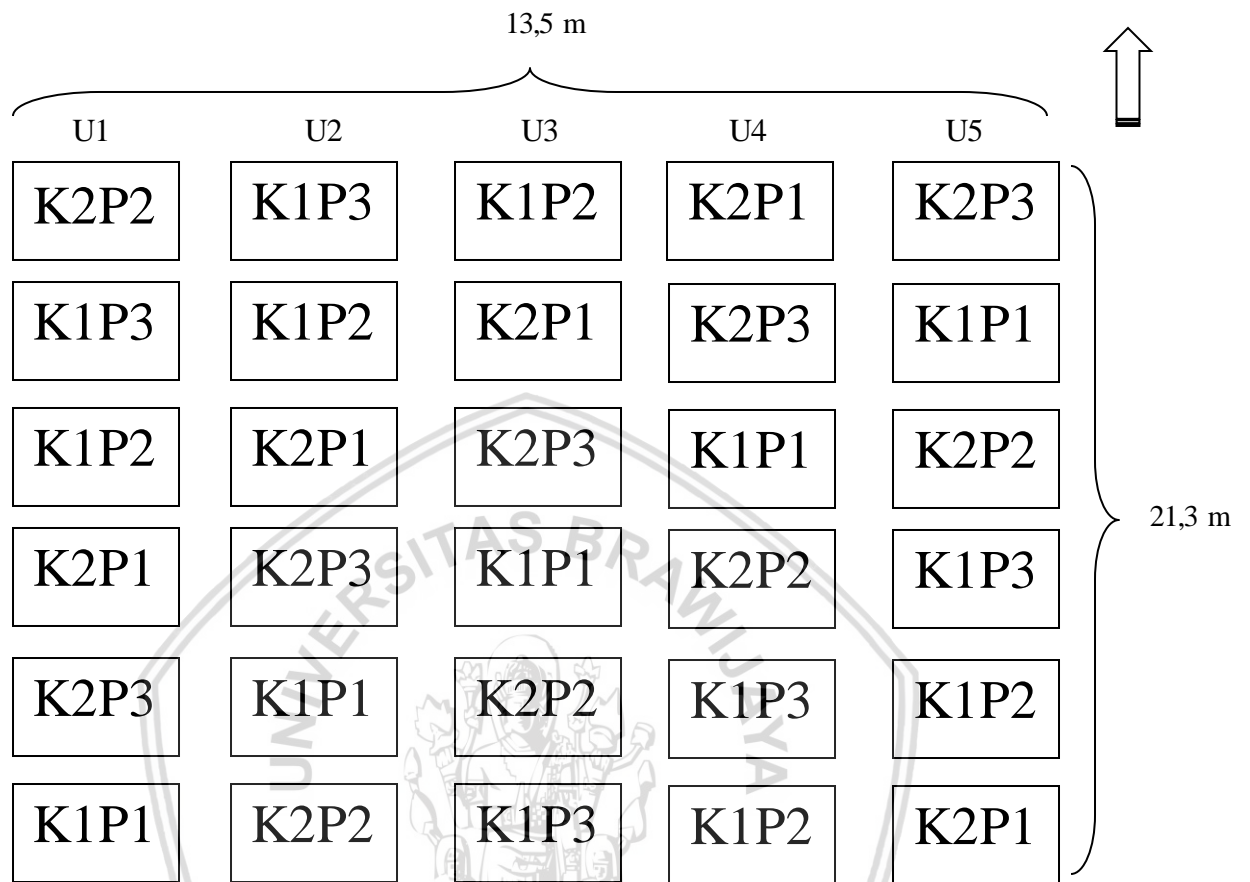 13,5 m
U1 U2 U3 U4 U5
K2P2 K1P3 K1P2 K2P1 K2P3
K1P3 K1P2 K2P1 K2P3 K1P1
K1P2 K2P1 K2P3 K1P1 K2P2
21,3 m
K2P1 K2P3 K1P1 K2P2 K1P3
K2P3 K1P1 K2P2 K1P3 K1P2
K1P1 K2P2 K1P3 K1P2 K2P1
UNIVERSITAS BRAWIJAYA